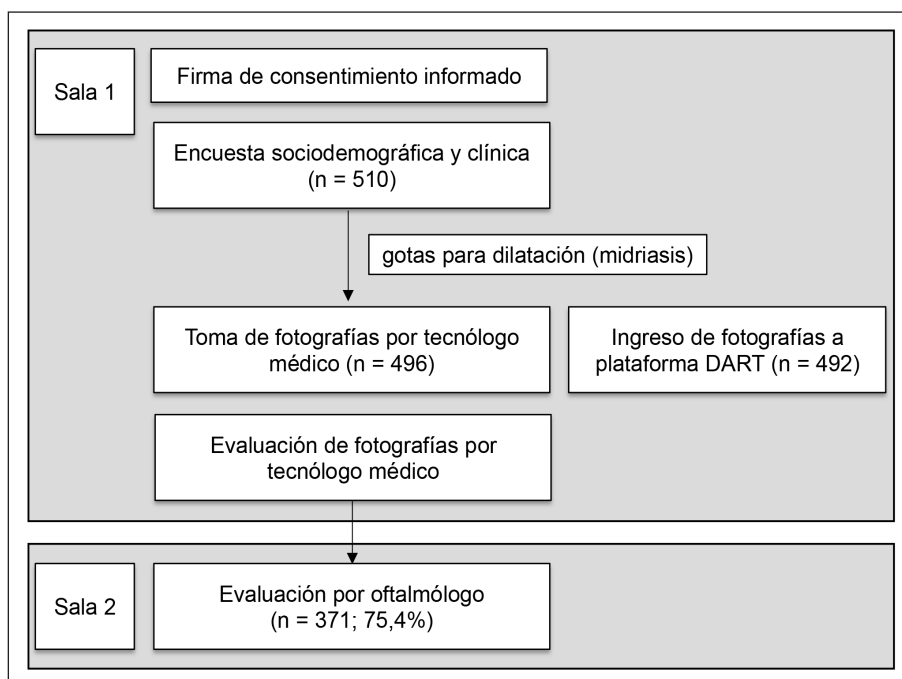 Sala 1
Firma de consentimiento informado
Encuesta sociodemográfica y clínica
(n = 510)
gotas para dilatación (midriasis)
Toma de fotografías por tecnólogo
médico (n = 496)
Ingreso de fotografías a
plataforma DART (n = 492)
Evaluación de fotografías por
tecnólogo médico
Sala 2
Evaluación por oftalmólogo
(n = 371; 75,4%)